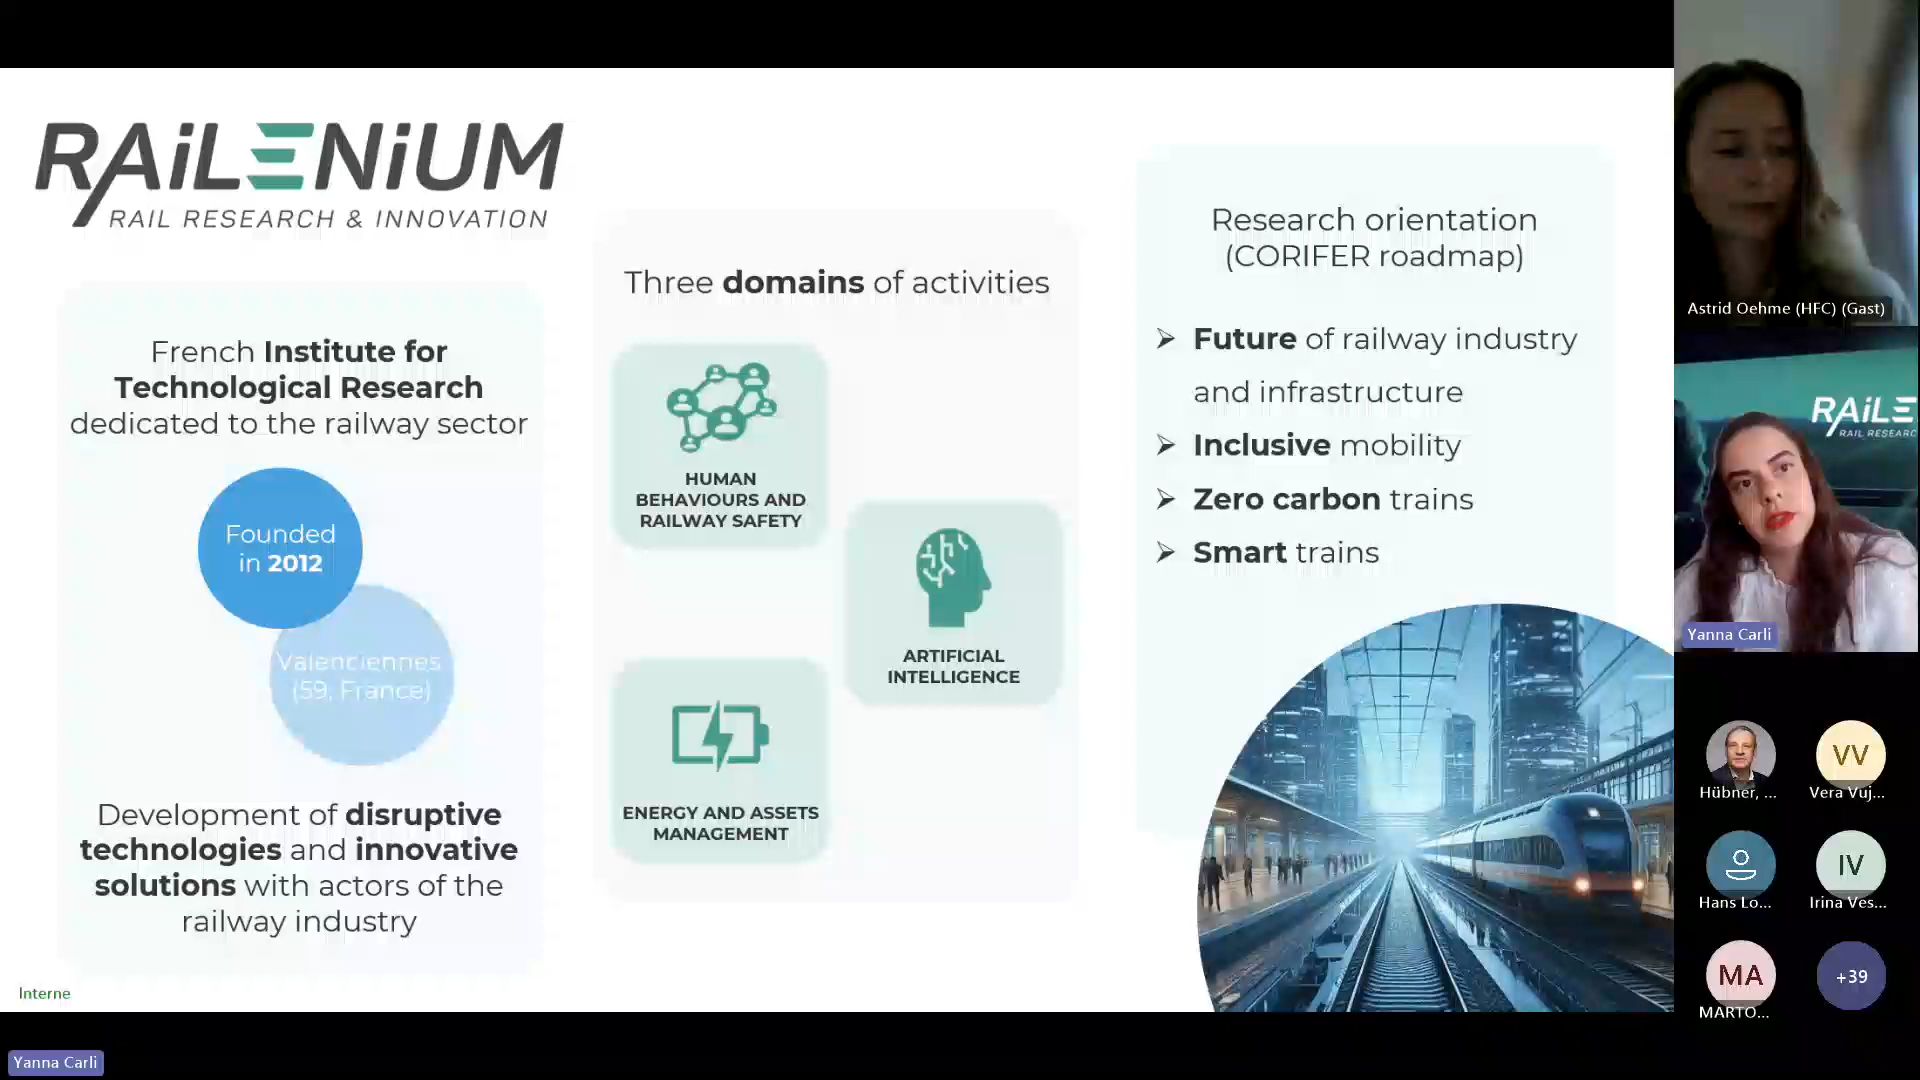 RAiLENiUM
RAIL RESEARCH & INNOVATION
French Institute for
Technological Research
dedicated to the railway sector
Founded
in 2012
Valenciennes
(59, France)
Development of disruptive
technologies and innovative
solutions with actors of the
railway industry
Interne
Three domains of activities
HUMAN
BEHAVIOURS AND
RAILWAY SAFETY
ARTIFICIAL
INTELLIGENCE
ENERGY AND ASSETS
MANAGEMENT
Research orientation
(CORIFER roadmap)
➢ Future of railway industry
and infrastructure
➢ Inclusive mobility
➢ Zero carbon trains
➢ Smart trains
Astrid Oehme (HFC) (Gast)
RAiLE
RAIL RESEARC
Yanna Carli
Hübner, ...
VV
Vera Vuj...
Hans Lo...
IV
Irina Ves...
MA
MARTO...
+39
Yanna Carli